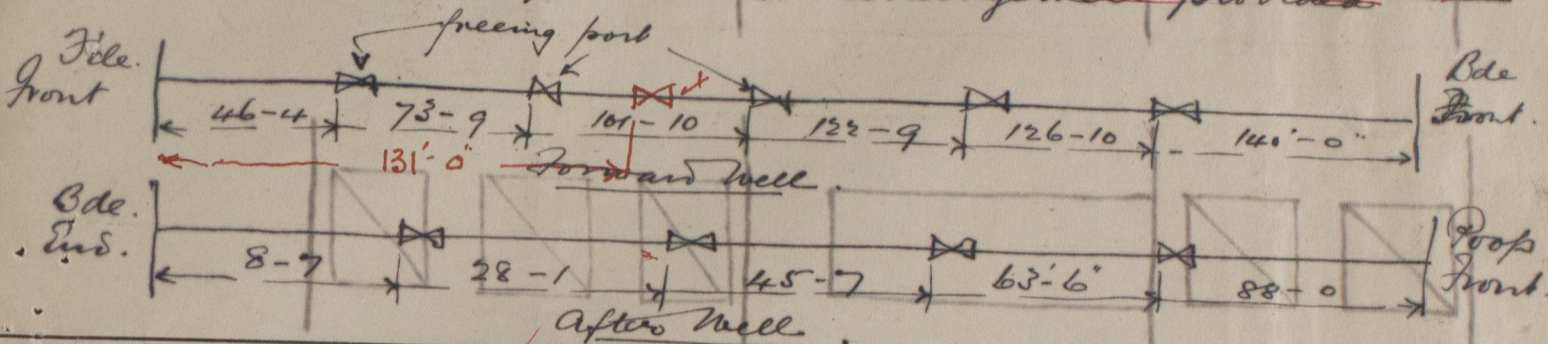 freeing port
File. Front
Bde Front.
46-4 73-9 101-10 122-9 126-10 140'-0"
131'-0"
Forward Well.
Bde. End.
Poop Front.
8-7 28-1 45-7 63'-6" 88-0
After Well.